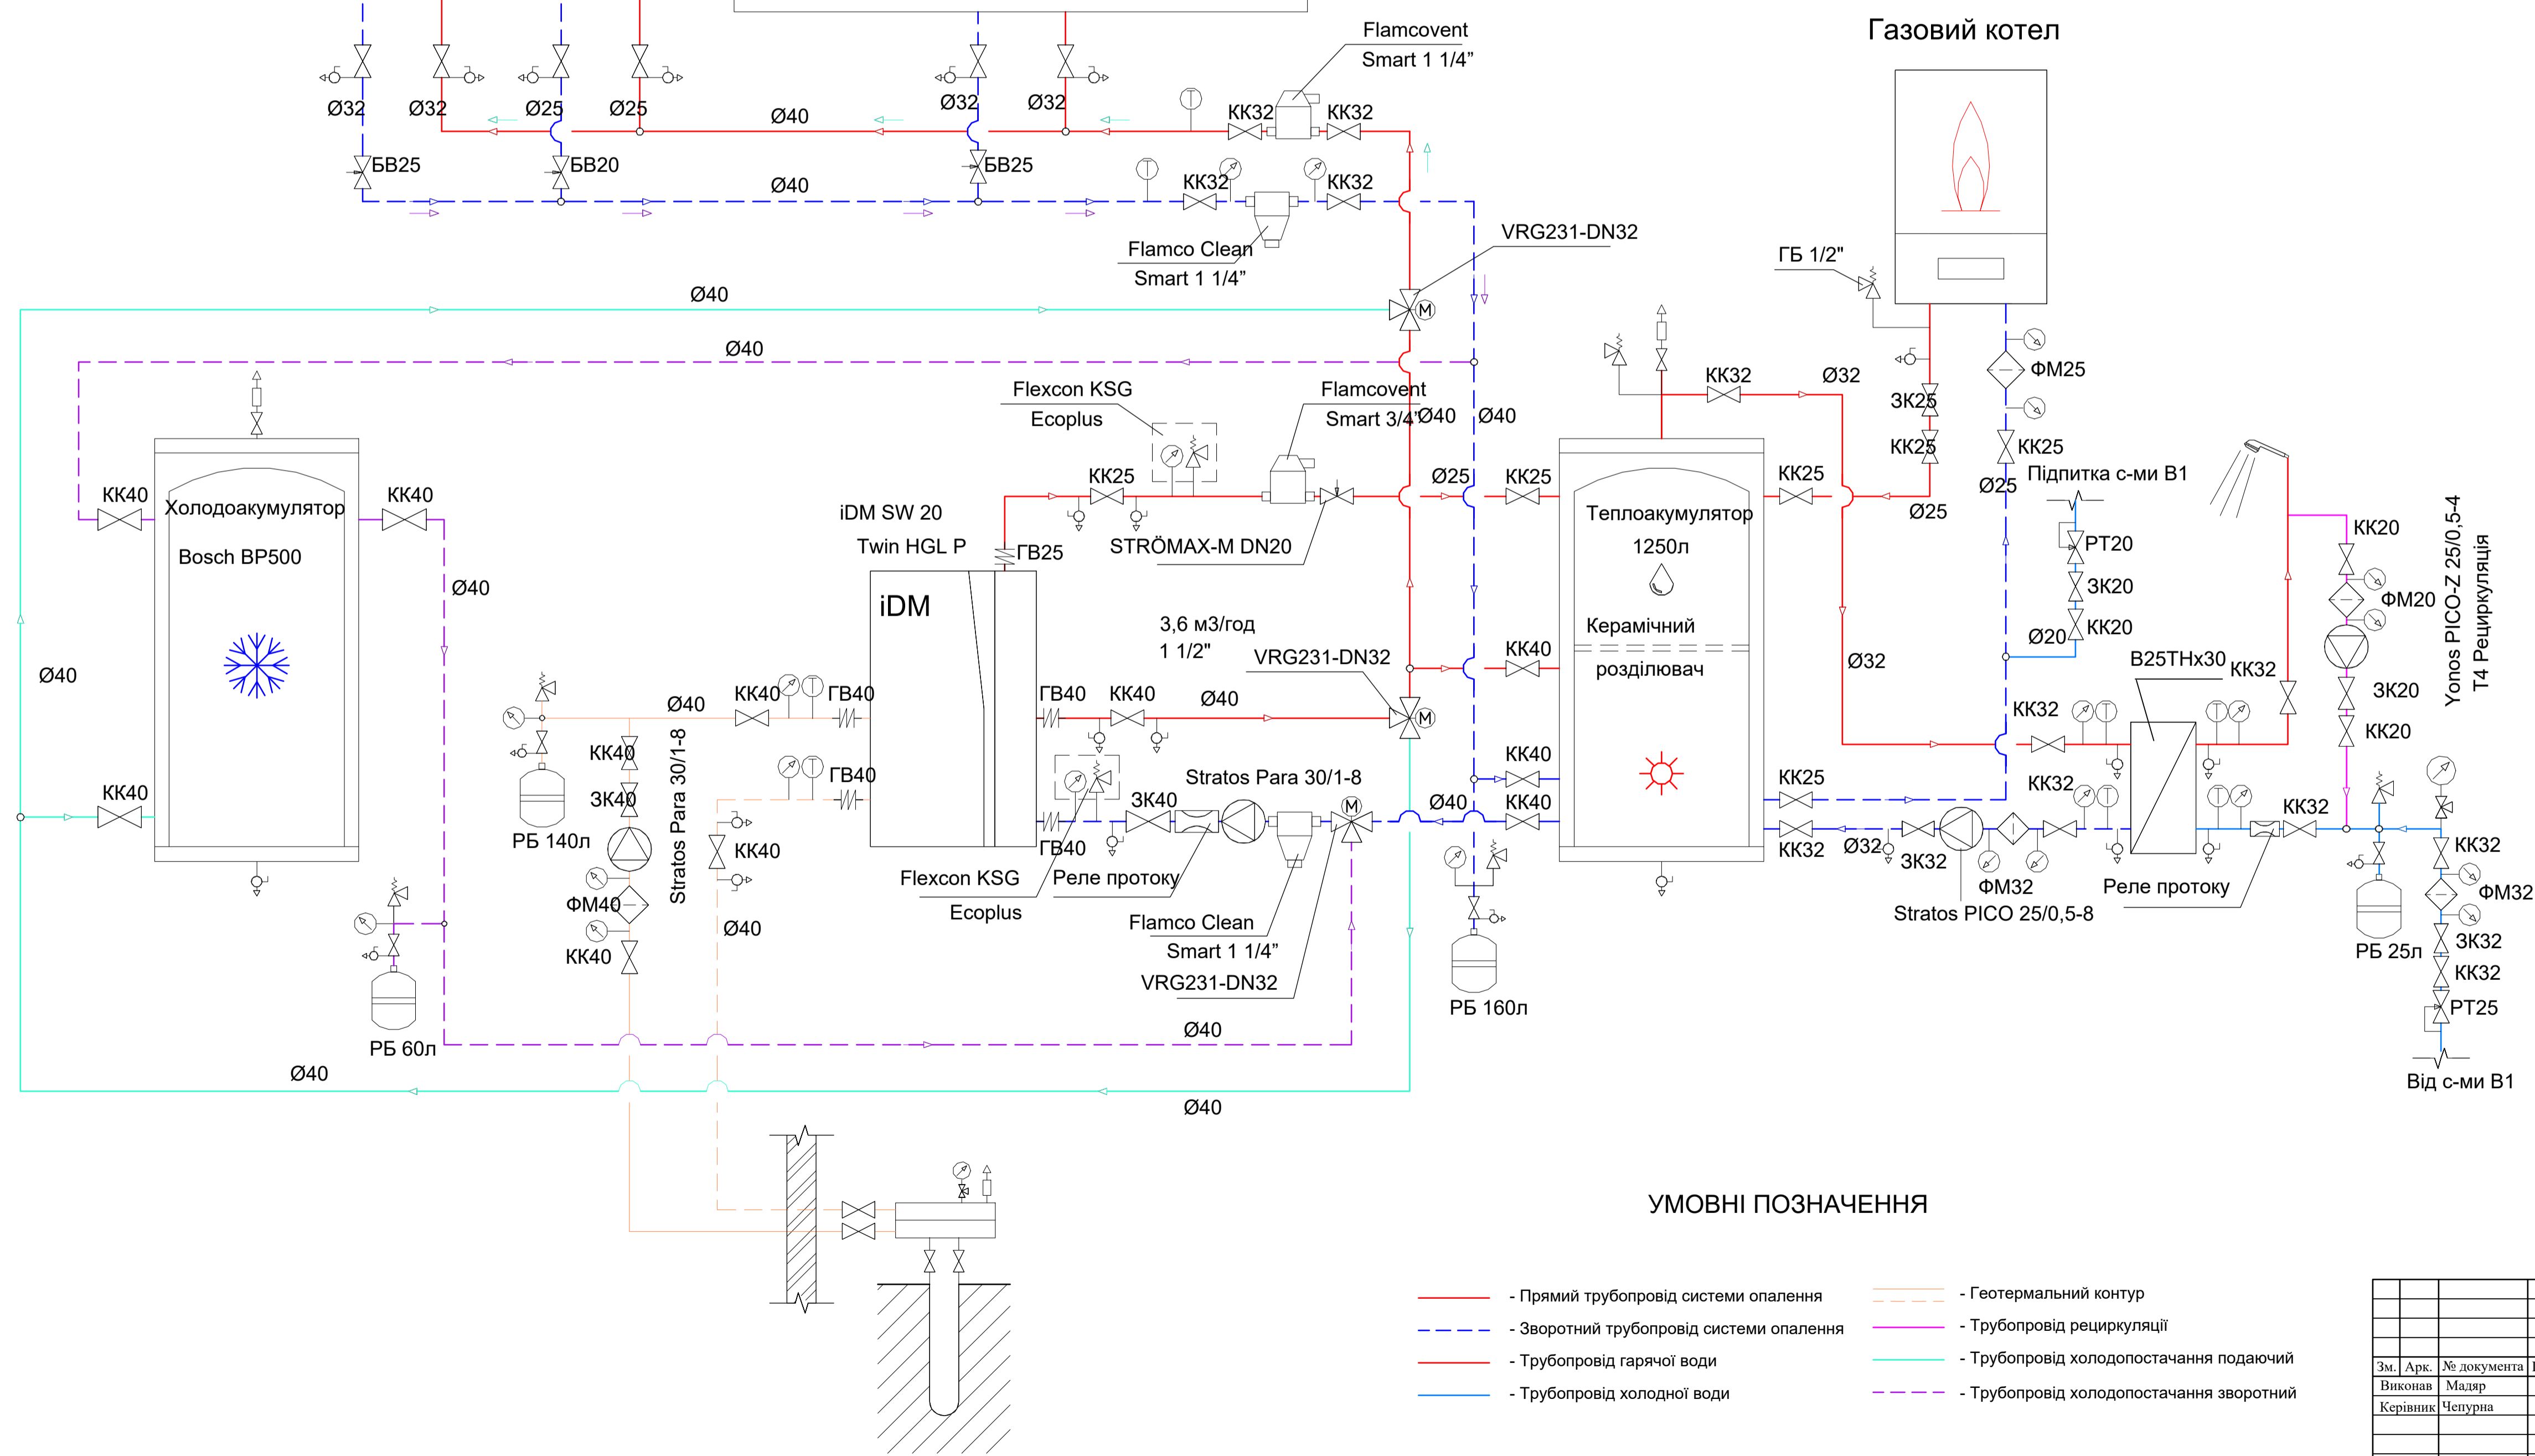 Flamcovent
Smart 1 1/4”
Газовий котел
Ø32
Ø32
Ø25
Ø25
Ø40
Ø32
Ø32
КК32
КК32
БВ25
БВ20
Ø40
БВ25
КК32
КК32
Flamco Clean
Smart 1 1/4”
VRG231-DN32
ГБ 1/2"
Ø40
М
Ø40
Flexcon KSG
Ecoplus
Flamcovent
Smart 3/4”
Ø40
Ø40
КК32
Ø32
ФМ25
ЗК25
КК25
КК25
КК40
КК40
Холодоакумулятор
Bosch BP500
КК25
Ø25
КК25
КК25
Ø25
Ø25
Підпитка с-ми В1
iDM SW 20
Twin HGL P
ГВ25
STRÖMAX-M DN20
Теплоакумулятор
1250л
РТ20
КК20
Yonos PICO-Z 25/0,5-4
Т4 Рециркуляція
Ø40
iDM
ЗК20
ФМ20
3,6 м3/год
1 1/2"
Керамічний
розділювач
КК20
Ø20
VRG231-DN32
КК40
Ø32
В25ТНх30
КК32
ЗК20
Ø40
Ø40
КК40
ГВ40
ГВ40
КК40
Ø40
М
КК32
КК20
КК40
Stratos Para 30/1-8
ГВ40
ЗК40
Stratos Para 30/1-8
КК40
КК25
КК32
КК40
ЗК40
М
Ø40
КК40
КК32
РБ 140л
КК40
ГВ40
КК32
Ø32
ЗК32
КК32
Flexcon KSG
Ecoplus
Реле протоку
ФМ32
Реле протоку
ФМ32
ФМ40
Stratos PICO 25/0,5-8
Flamco Clean
Smart 1 1/4”
Ø40
КК40
VRG231-DN32
РБ 160л
РБ 25л
ЗК32
КК32
РТ25
РБ 60л
Ø40
Ø40
Ø40
Від с-ми В1
УМОВНІ ПОЗНАЧЕННЯ
- Прямий трубопровід системи опалення
- Зворотний трубопровід системи опалення
- Трубопровід гарячої води
- Трубопровід холодної води
- Геотермальний контур
- Трубопровід рециркуляції
- Трубопровід холодопостачання подаючий
- Трубопровід холодопостачання зворотний
Зм. Арк. № документа
Виконав Мадяр
Керівник Чепурна